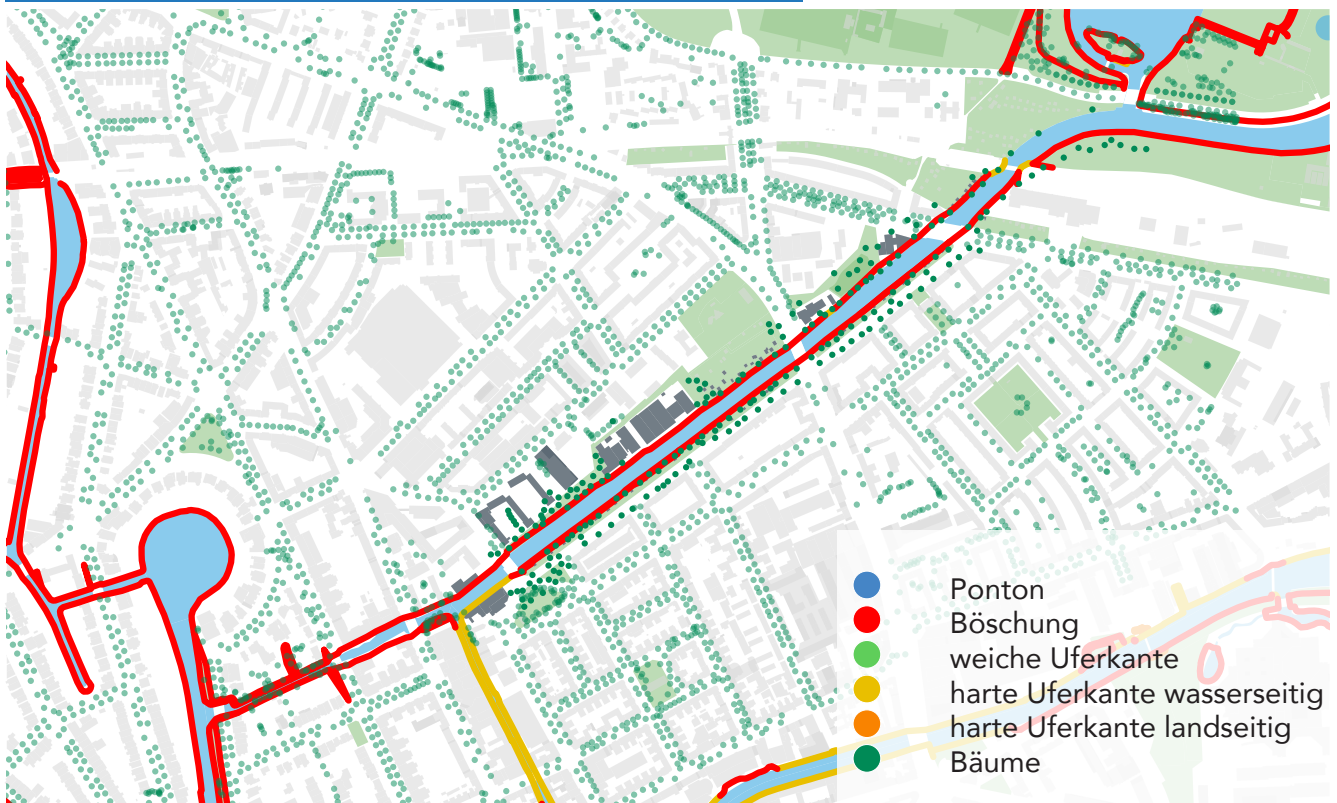 Ponton
Böschung
weiche Uferkante
harte Uferkante wasserseitig
harte Uferkante landseitig
Bäume